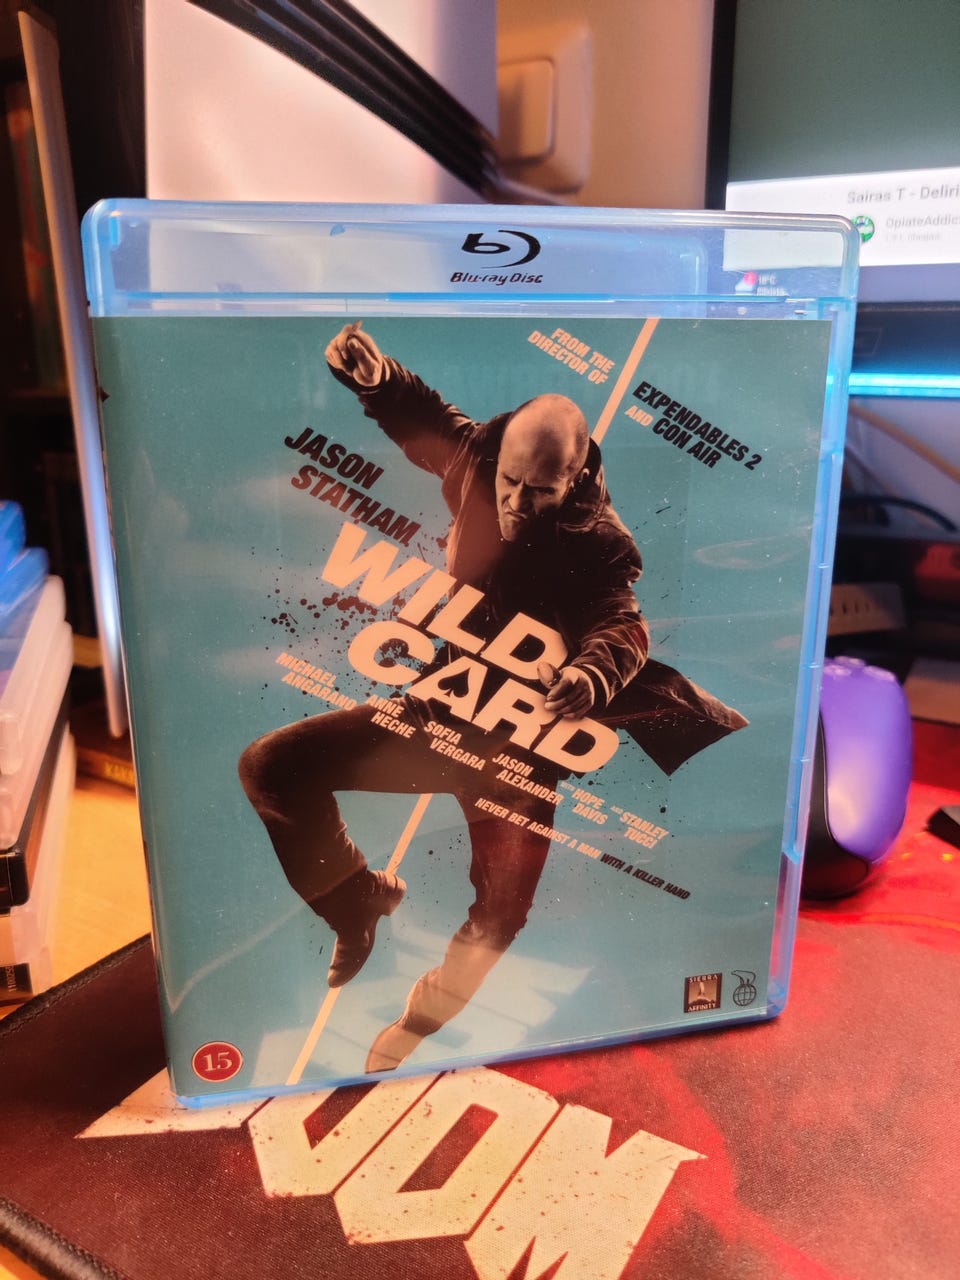 Sairas T - Deliri
OpiateAddic
Blu-ray Disc
FROM THE
DIRECTOR OF
EXPENDABLES 2
AND CON AIR
JASON
STATHAM
WILD
CARD
MICHAEL
ANGARANO
ANNE
HECHE
SOFIA
VERGARA
JASON
ALEXANDER
WITH HOPE
DAVIS
AND STANLEY
TUCCI
NEVER BET AGAINST A MAN WITH A KILLER HAND
SIERRA
AFFINITY
15